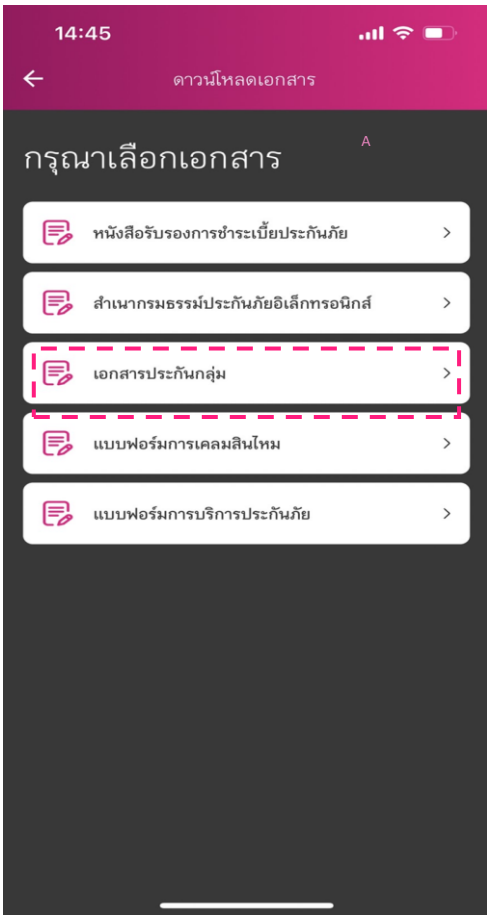 14:45
ดาวน์โหลดเอกสาร
A
กรุณาเลือกเอกสาร
หนังสือรับรองการชำระเบี้ยประกันภัย
สำเนากรมธรรม์ประกันภัยอิเล็กทรอนิกส์
เอกสารประกันกลุ่ม
แบบฟอร์มการเคลมสินไหม
แบบฟอร์มการบริการประกันภัย